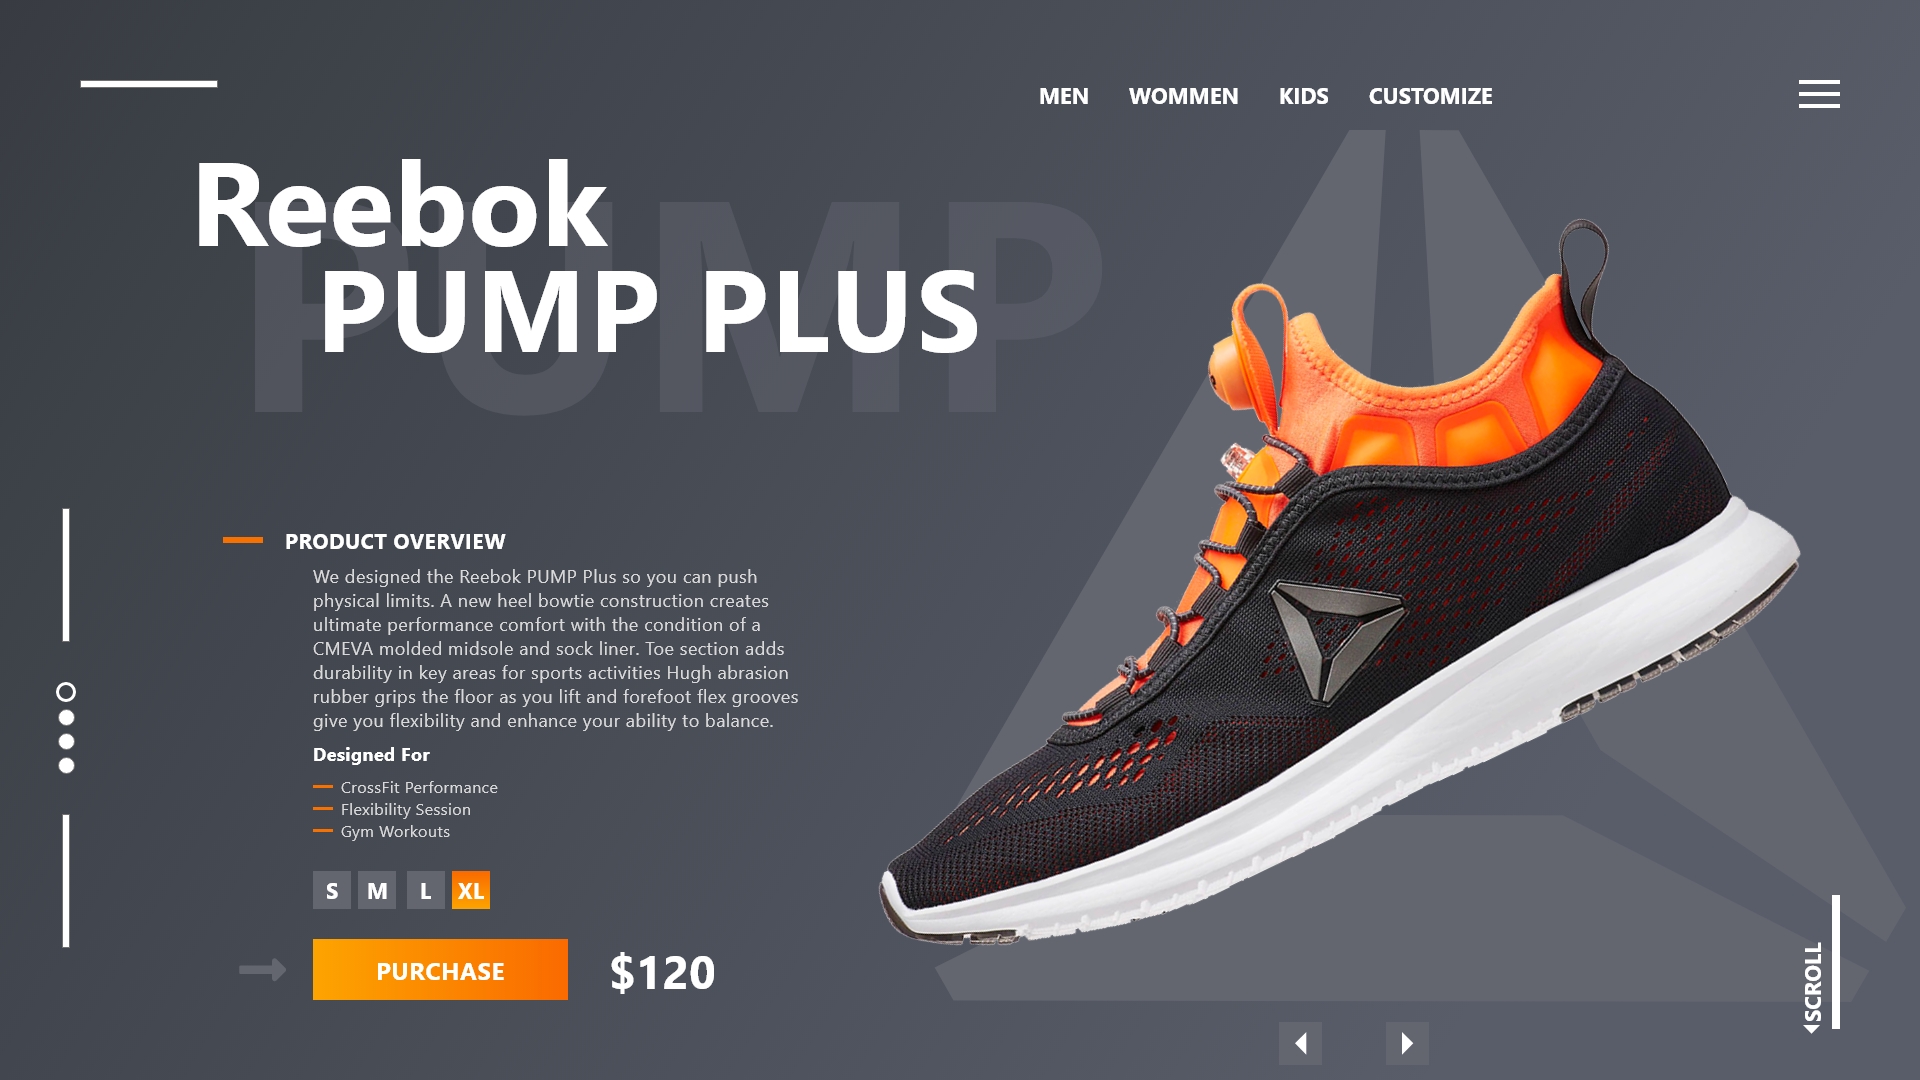 MEN WOMMEN KIDS CUSTOMIZE
PUMP
Reebok
PUMP PLUS
PRODUCT OVERVIEW
We designed the Reebok PUMP Plus so you can push
physical limits. A new heel bowtie construction creates
ultimate performance comfort with the condition of a
CMEVA molded midsole and sock liner. Toe section adds
durability in key areas for sports activities Hugh abrasion
rubber grips the floor as you lift and forefoot flex grooves
give you flexibility and enhance your ability to balance.
Designed For
CrossFit Performance
Flexibility Session
Gym Workouts
S M L XL
PURCHASE $120
SCROLL